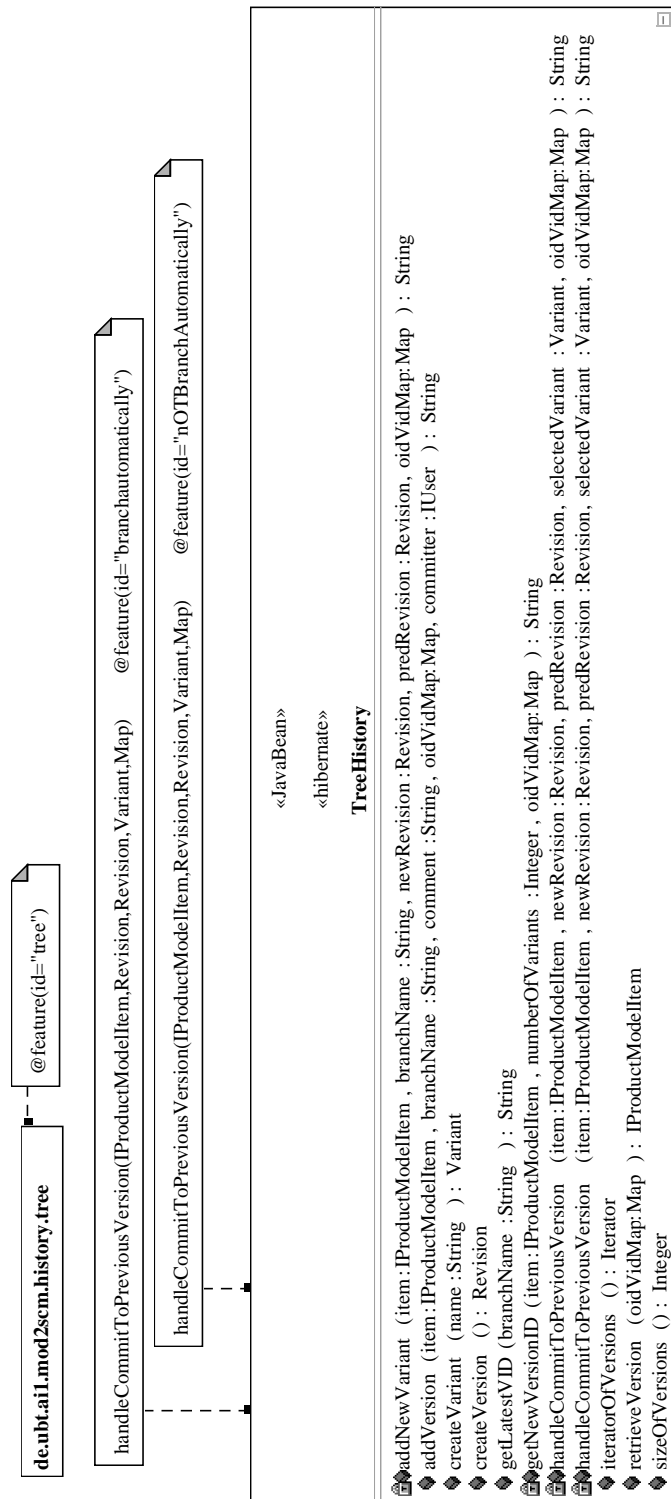 @feature(id="tree")
de.ubt.ai1.mod2scm.history.tree
handleCommitToPreviousVersion(IProductModelItem,Revision,Revision,Variant,Map) @feature(id="branchautomatically")
handleCommitToPreviousVersion(IProductModelItem,Revision,Revision,Variant,Map) @feature(id="nOTBranchAutomatically")
«JavaBean»
«hibernate»
TreeHistory
addNewVariant (item:IProductModelItem , branchName :String , newRevision :Revision, predRevision :Revision, oidVidMap:Map ) : String
addVersion (item:IProductModelItem , branchName :String , comment :String , oidVidMap:Map, committer :IUser ) : String
createVariant (name :String ) : Variant
createVersion () : Revision
getLatestVID (branchName :String ) : String
getNewVersionID (item:IProductModelItem , numberOfVariants :Integer , oidVidMap:Map ) : String
handleCommitToPreviousVersion (item:IProductModelItem , newRevision :Revision, predRevision :Revision, selectedVariant :Variant, oidVidMap:Map ) : String
handleCommitToPreviousVersion (item:IProductModelItem , newRevision :Revision, predRevision :Revision, selectedVariant :Variant, oidVidMap:Map ) : String
iteratorOfVersions () : Iterator
retrieveVersion (oidVidMap:Map ) : IProductModelItem
sizeOfVersions () : Integer